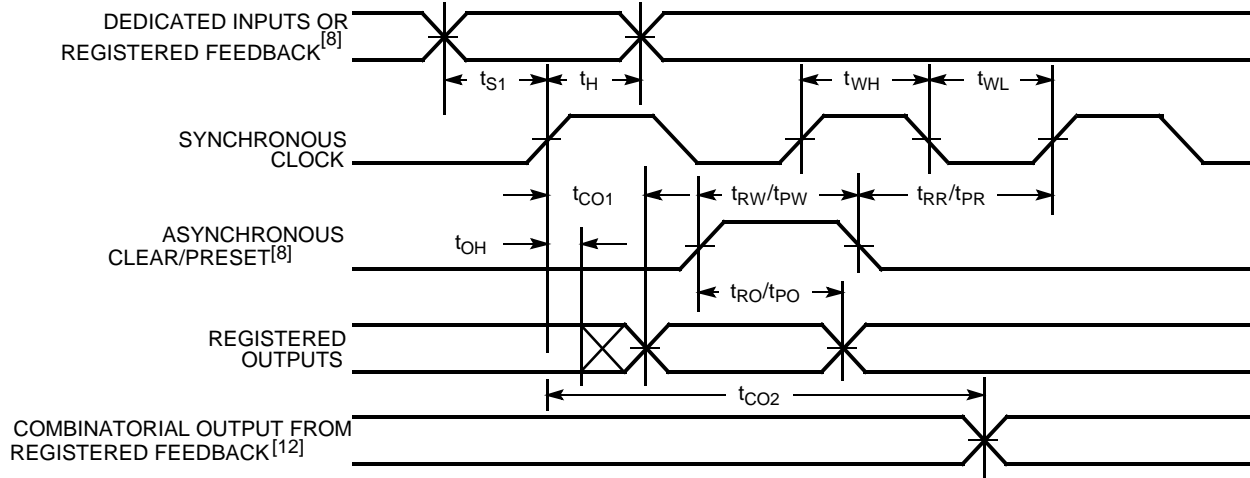 DEDICATED INPUTS OR
REGISTERED FEEDBACK[8]
tS1
tH
tWH
tWL
SYNCHRONOUS
CLOCK
tCO1
tRW/tPW
tRR/tPR
ASYNCHRONOUS
CLEAR/PRESET[8]
tOH
tRO/tPO
REGISTERED
OUTPUTS
tCO2
COMBINATORIAL OUTPUT FROM
REGISTERED FEEDBACK[12]